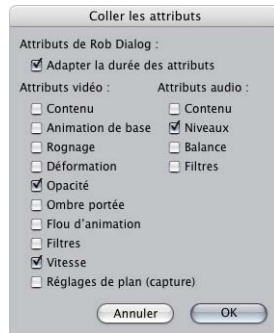 Coller les attributs
Attributs de Rob Dialog :
Adapter la durée des attributs
Attributs vidéo :
Contenu
Animation de base
Rognage
Déformation
Opacité
Ombre portée
Flou d'animation
Filtres
Vitesse
Réglages de plan (capture)
Attributs audio :
Contenu
Niveaux
Balance
Filtres
Annuler
OK